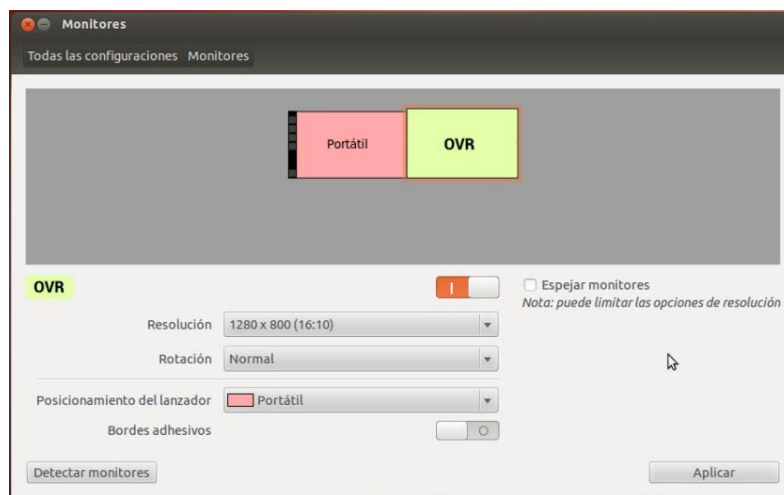 Monitores
Todas las configuraciones Monitores
Portátil
OVR
OVR
Espejar monitores
Nota: puede limitar las opciones de resolución
Resolución 1280 x 800 (16:10)
Rotación Normal
Posicionamiento del lanzador Portátil
Bordes adhesivos
Detectar monitores
Aplicar